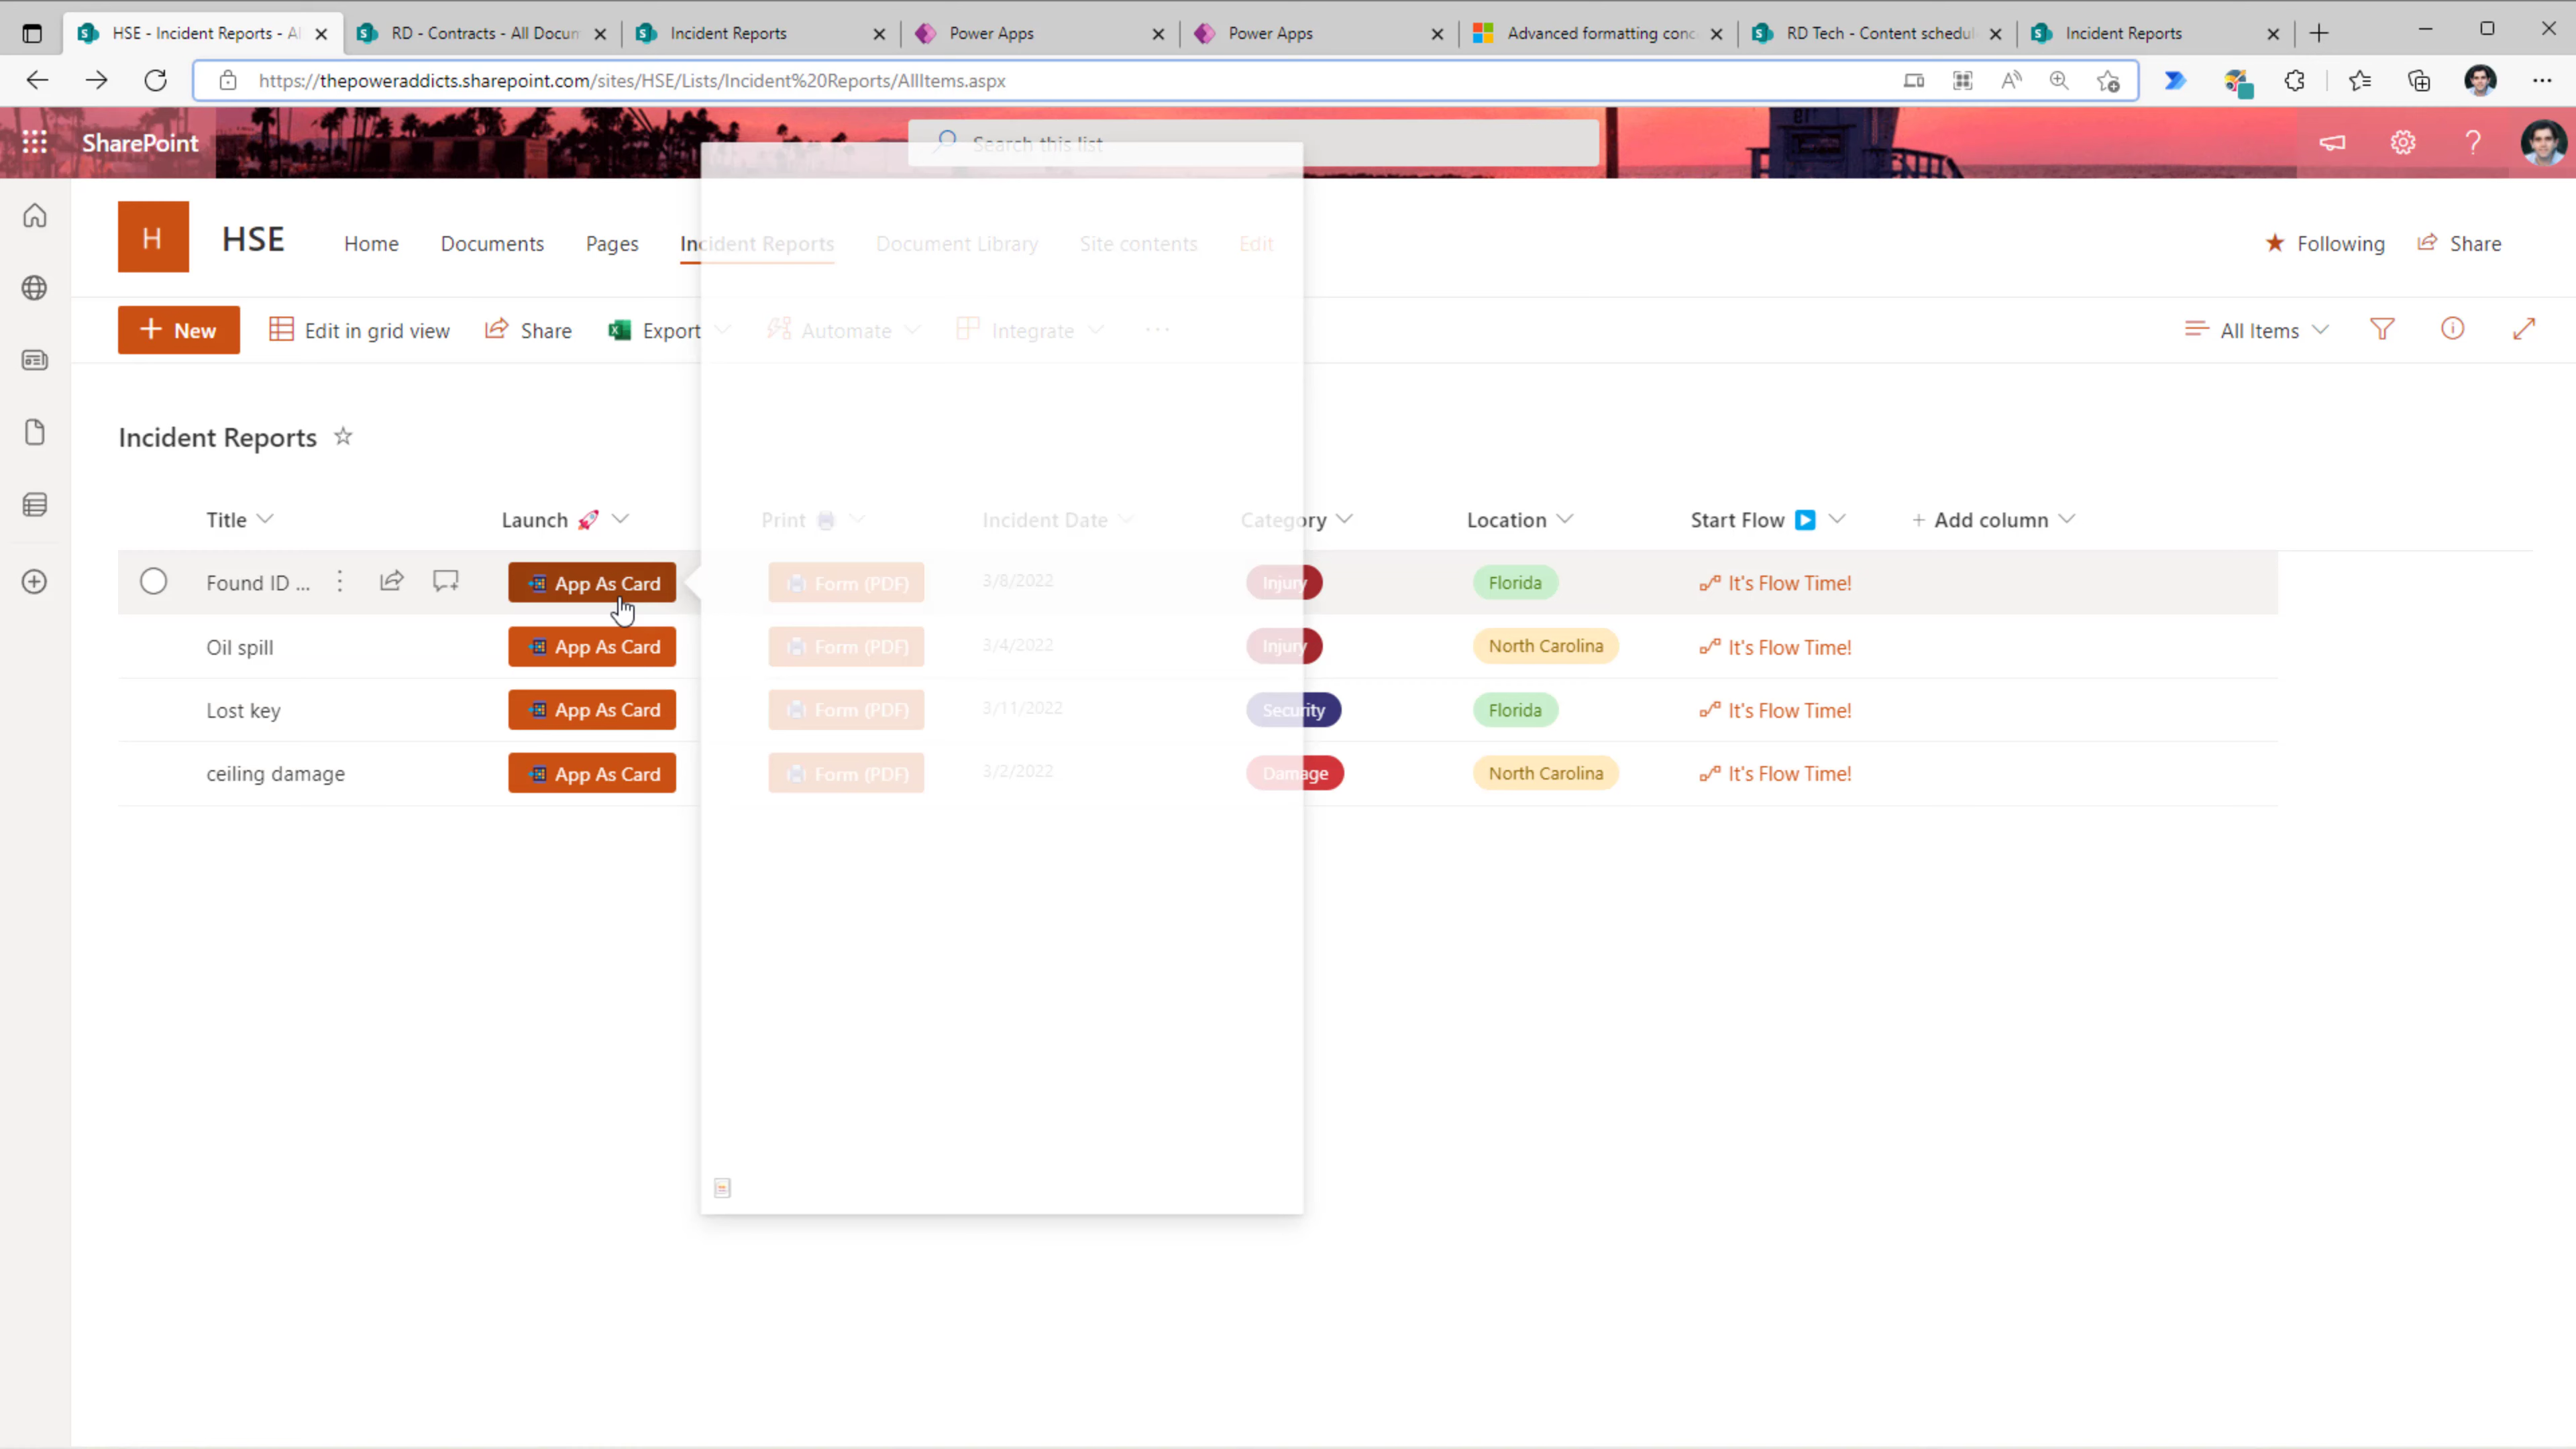 HSE - Incident Reports - Al
RD - Contracts - All Docum
Incident Reports
Power Apps
Power Apps
Advanced formatting conc
RD Tech - Content schedul
Incident Reports
https://thepoweraddicts.sharepoint.com/sites/HSE/Lists/Incident%20Reports/AllItems.aspx
SharePoint
Search this list
H
HSE
Home
Documents
Pages
Incident Reports
Document Library
Site contents
Edit
Following
Share
New
Edit in grid view
Share
Export
Automate
Integrate
All Items
Incident Reports
Title
Launch
Print
Incident Date
Category
Location
Start Flow
Add column
Found ID ...
App As Card
Form (PDF)
3/8/2022
Injury
Florida
It's Flow Time!
Oil spill
App As Card
Form (PDF)
3/4/2022
Injury
North Carolina
It's Flow Time!
Lost key
App As Card
Form (PDF)
3/11/2022
Security
Florida
It's Flow Time!
ceiling damage
App As Card
Form (PDF)
3/2/2022
Damage
North Carolina
It's Flow Time!